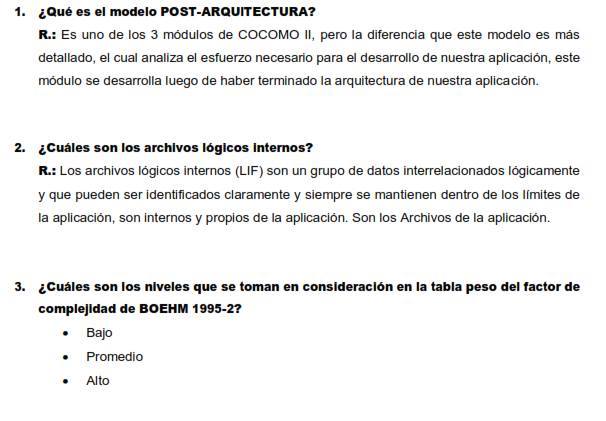 1. ¿Qué es el modelo POST-ARQUITECTURA?
R.: Es uno de los 3 módulos de COCOMO II, pero la diferencia que este modelo es más
detallado, el cual analiza el esfuerzo necesario para el desarrollo de nuestra aplicación, este
módulo se desarrolla luego de haber terminado la arquitectura de nuestra aplicación.
2. ¿Cuáles son los archivos lógicos internos?
R.: Los archivos lógicos internos (LIF) son un grupo de datos interrelacionados lógicamente
y que pueden ser identificados claramente y siempre se mantienen dentro de los límites de
la aplicación, son internos y propios de la aplicación. Son los Archivos de la aplicación.
3. ¿Cuáles son los niveles que se toman en consideración en la tabla peso del factor de
complejidad de BOEHM 1995-2?
• Bajo
• Promedio
• Alto